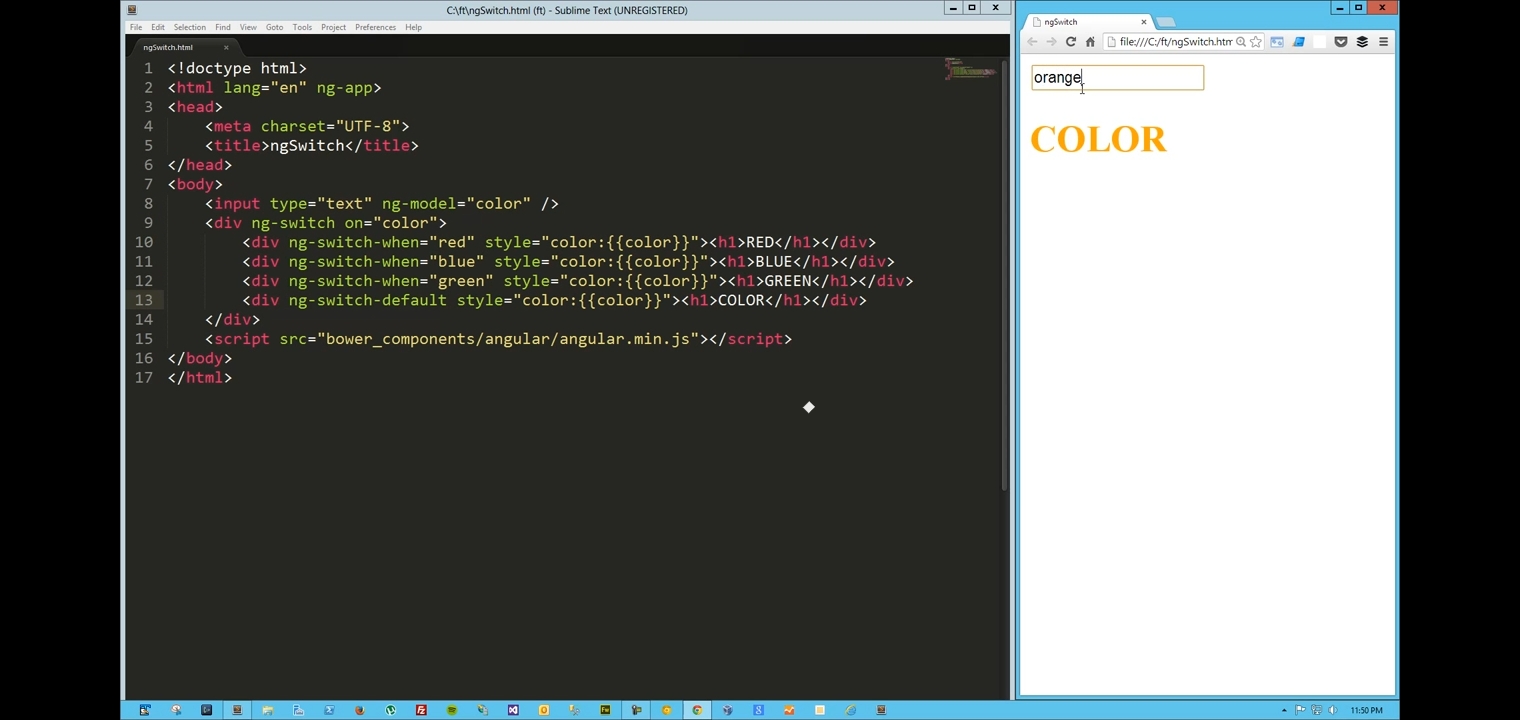 C:\ft\ngSwitch.html (ft) - Sublime Text (UNREGISTERED)
File Edit Selection Find View Goto Tools Project Preferences Help
ngSwitch.html
1 <!doctype html>
2 <html lang="en" ng-app>
3 <head>
4     <meta charset="UTF-8">
5     <title>ngSwitch</title>
6 </head>
7 <body>
8     <input type="text" ng-model="color" />
9     <div ng-switch on="color">
10         <div ng-switch-when="red" style="color:{{color}}"><h1>RED</h1></div>
11         <div ng-switch-when="blue" style="color:{{color}}"><h1>BLUE</h1></div>
12         <div ng-switch-when="green" style="color:{{color}}"><h1>GREEN</h1></div>
13         <div ng-switch-default style="color:{{color}}"><h1>COLOR</h1></div>
14     </div>
15     <script src="bower_components/angular/angular.min.js"></script>
16 </body>
17 </html>
ngSwitch
file:///C:/ft/ngSwitch.htm
orange
COLOR
11:50 PM